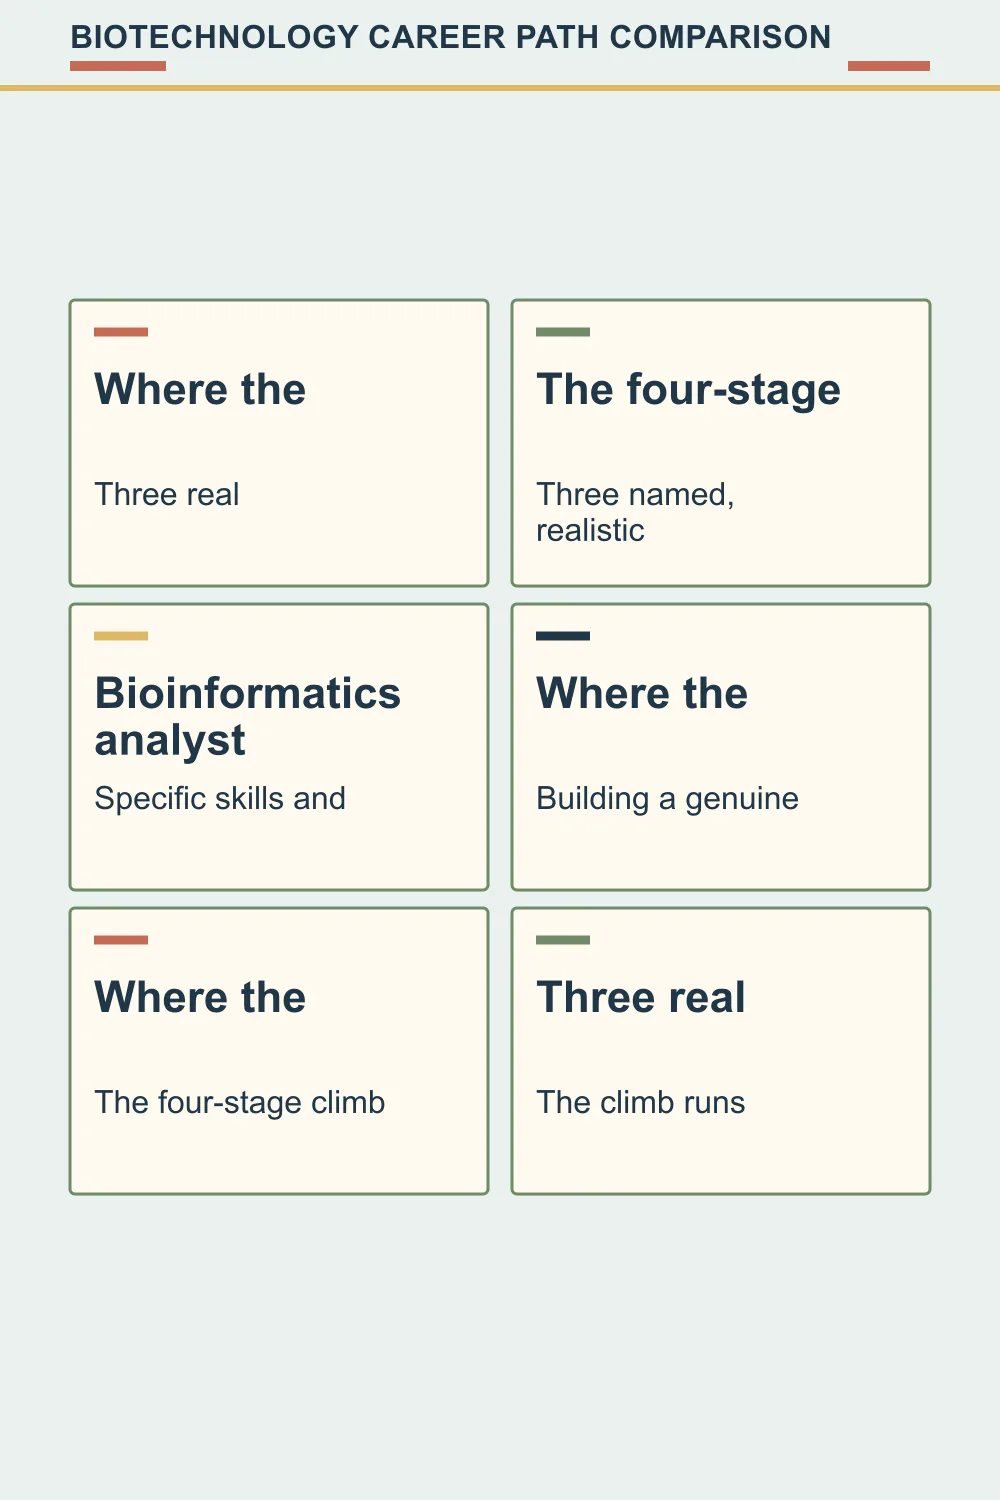 BIOTECHNOLOGY CAREER PATH COMPARISON
Where the
Three real
The four-stage
Three named,
realistic
Bioinformatics
analyst
Specific skills and
Where the
Building a genuine
Where the
The four-stage climb
Three real
The climb runs